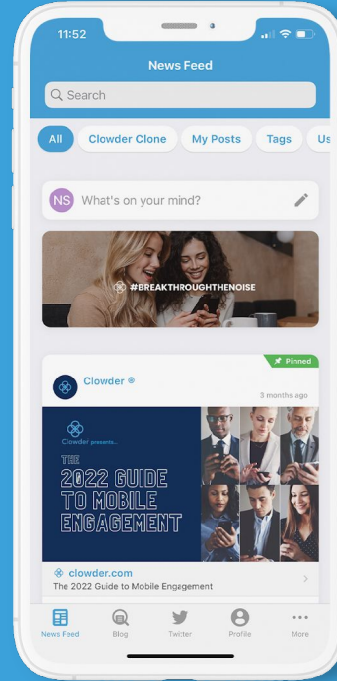 11:52
News Feed
Search
All Clowder Clone My Posts Tags Us
NS What's on your mind?
#BREAKTHROUGHTHENOISE
Pinned
Clowder ®
3 months ago
Clowder presents...
THE
2022 GUIDE
TO MOBILE
ENGAGEMENT
clowder.com
The 2022 Guide to Mobile Engagement
News Feed Blog Twitter Profile More